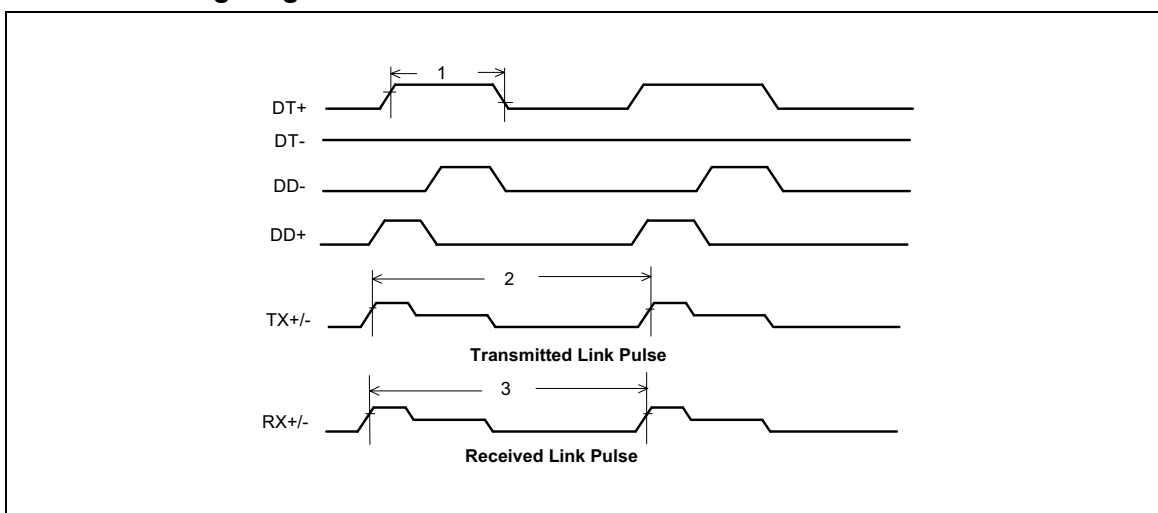 1
DT+
DT-
DD-
DD+
2
TX+/-
Transmitted Link Pulse
3
RX+/-
Received Link Pulse